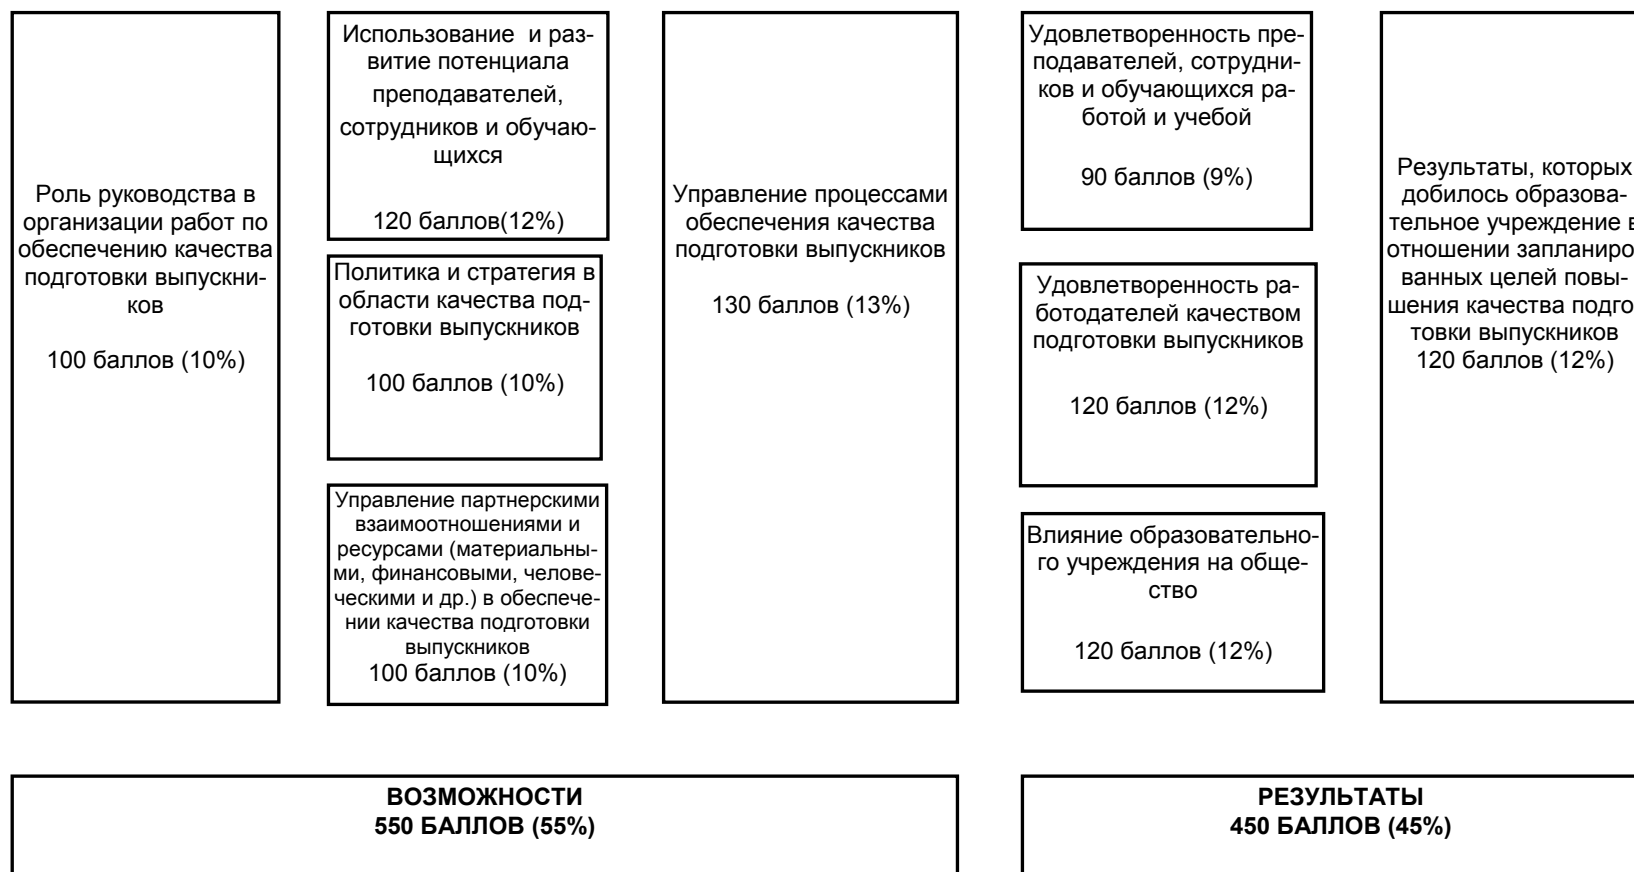 Роль руководства в
организации работ по
обеспечению качества
подготовки выпускни-
ков
100 баллов (10%)
Использование и раз-
витие потенциала
преподавателей,
сотрудников и обучаю-
щихся
120 баллов(12%)
Политика и стратегия в
области качества под-
готовки выпускников
100 баллов (10%)
Управление партнерскими
взаимоотношениями и
ресурсами (материальны-
ми, финансовыми, челове-
ческими и др.) в обеспече-
нии качества подготовки
выпускников
100 баллов (10%)
Управление процессами
обеспечения качества
подготовки выпускников
130 баллов (13%)
Удовлетворенность пре-
подавателей, сотрудни-
ков и обучающихся ра-
ботой и учебой
90 баллов (9%)
Удовлетворенность ра-
ботодателей качеством
подготовки выпускников
120 баллов (12%)
Влияние образовательно-
го учреждения на обще-
ство
120 баллов (12%)
Результаты, которых
добилось образова-
тельное учреждение в
отношении запланиро
ванных целей повы-
шения качества подго
товки выпускников
120 баллов (12%)
ВОЗМОЖНОСТИ
550 БАЛЛОВ (55%)
РЕЗУЛЬТАТЫ
450 БАЛЛОВ (45%)